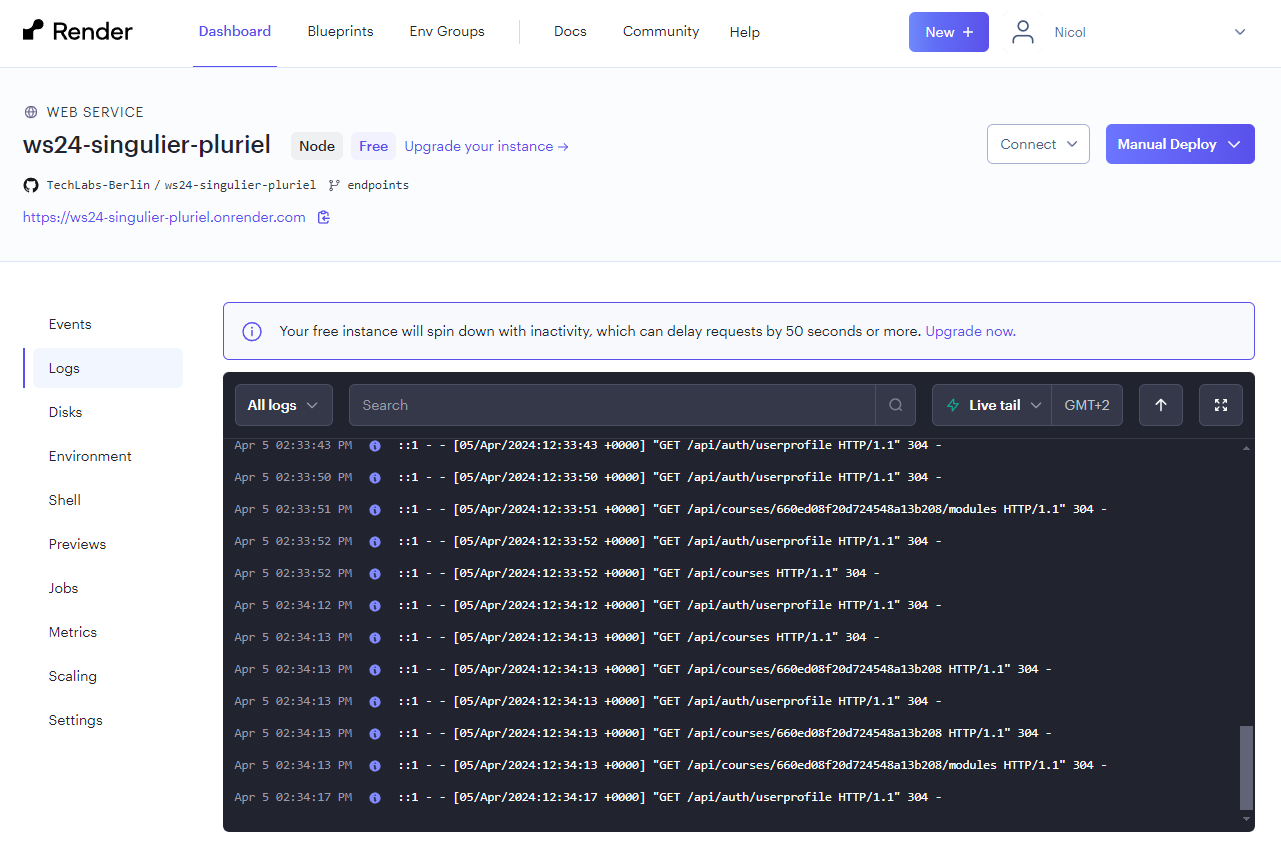 Render Dashboard Blueprints Env Groups Docs Community Help New + Nicol
WEB SERVICE
ws24-singulier-pluriel Node Free Upgrade your instance → Connect Manual Deploy
TechLabs-Berlin / ws24-singulier-pluriel endpoints
https://ws24-singulier-pluriel.onrender.com
Events
Logs
Disks
Environment
Shell
Previews
Jobs
Metrics
Scaling
Settings
Your free instance will spin down with inactivity, which can delay requests by 50 seconds or more. Upgrade now.
All logs Search Live tail GMT+2
Apr 5 02:33:43 PM ::1 - - [05/Apr/2024:12:33:43 +0000] "GET /api/auth/userprofile HTTP/1.1" 304 -
Apr 5 02:33:50 PM ::1 - - [05/Apr/2024:12:33:50 +0000] "GET /api/auth/userprofile HTTP/1.1" 304 -
Apr 5 02:33:51 PM ::1 - - [05/Apr/2024:12:33:51 +0000] "GET /api/courses/660ed08f20d724548a13b208/modules HTTP/1.1" 304 -
Apr 5 02:33:52 PM ::1 - - [05/Apr/2024:12:33:52 +0000] "GET /api/auth/userprofile HTTP/1.1" 304 -
Apr 5 02:33:52 PM ::1 - - [05/Apr/2024:12:33:52 +0000] "GET /api/courses HTTP/1.1" 304 -
Apr 5 02:34:12 PM ::1 - - [05/Apr/2024:12:34:12 +0000] "GET /api/auth/userprofile HTTP/1.1" 304 -
Apr 5 02:34:13 PM ::1 - - [05/Apr/2024:12:34:13 +0000] "GET /api/courses HTTP/1.1" 304 -
Apr 5 02:34:13 PM ::1 - - [05/Apr/2024:12:34:13 +0000] "GET /api/courses/660ed08f20d724548a13b208 HTTP/1.1" 304 -
Apr 5 02:34:13 PM ::1 - - [05/Apr/2024:12:34:13 +0000] "GET /api/auth/userprofile HTTP/1.1" 304 -
Apr 5 02:34:13 PM ::1 - - [05/Apr/2024:12:34:13 +0000] "GET /api/courses/660ed08f20d724548a13b208 HTTP/1.1" 304 -
Apr 5 02:34:13 PM ::1 - - [05/Apr/2024:12:34:13 +0000] "GET /api/courses/660ed08f20d724548a13b208/modules HTTP/1.1" 304 -
Apr 5 02:34:17 PM ::1 - - [05/Apr/2024:12:34:17 +0000] "GET /api/auth/userprofile HTTP/1.1" 304 -